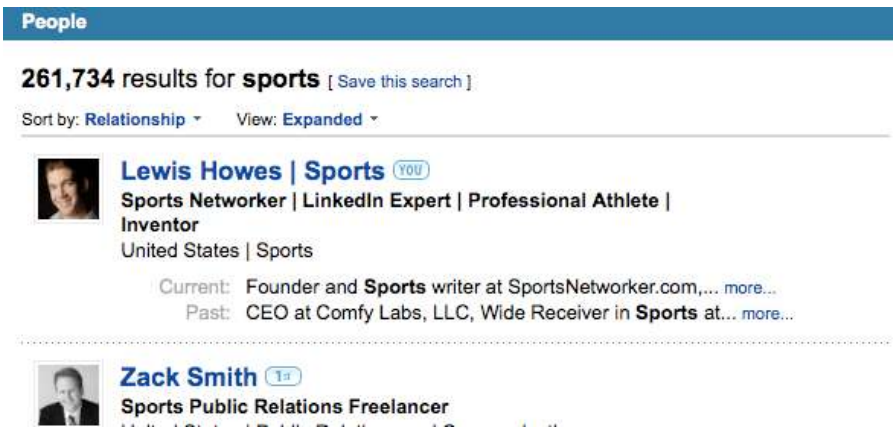 People
261,734 results for sports [ Save this search ]
Sort by: Relationship View: Expanded
Lewis Howes | Sports YOU
Sports Networker | LinkedIn Expert | Professional Athlete |
Inventor
United States | Sports
Current: Founder and Sports writer at SportsNetworker.com,... more...
Past: CEO at Comfy Labs, LLC, Wide Receiver in Sports at... more...
Zack Smith 1st
Sports Public Relations Freelancer